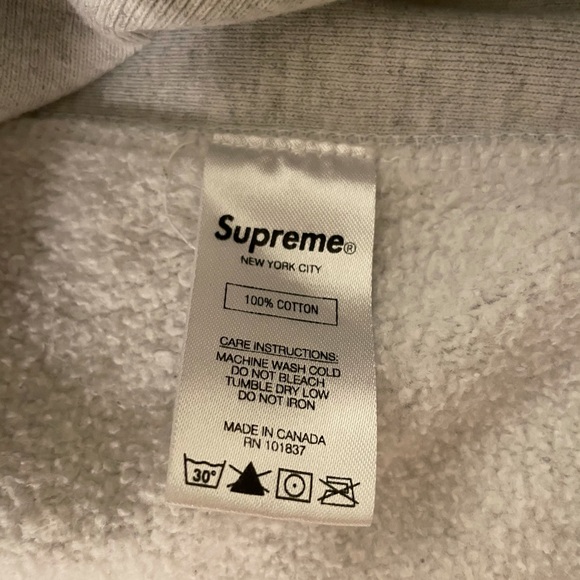 Supreme®
NEW YORK CITY
100% COTTON
CARE INSTRUCTIONS:
MACHINE WASH COLD
DO NOT BLEACH
TUMBLE DRY LOW
DO NOT IRON
MADE IN CANADA
RN 101837
30°